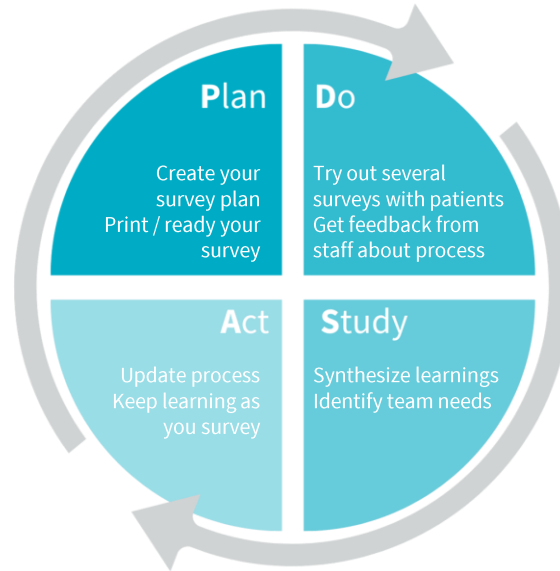 Plan
Create your
survey plan
Print / ready your
survey
Do
Try out several
surveys with patients
Get feedback from
staff about process
Act
Update process
Keep learning as
you survey
Study
Synthesize learnings
Identify team needs